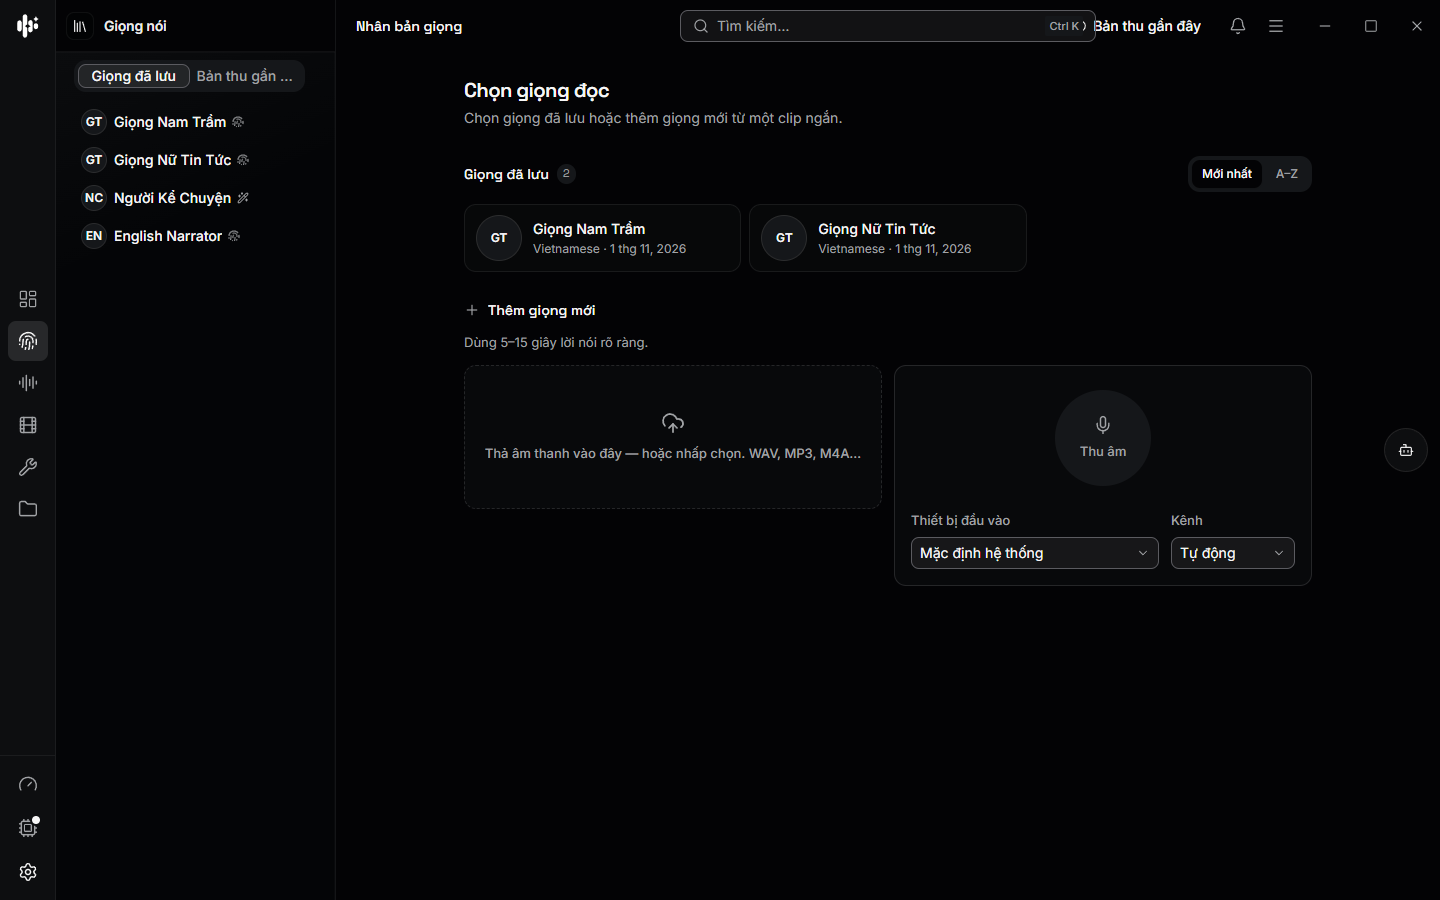 Giọng nói
Nhân bản giọng
Tìm kiếm...
Ctrl K
Bản thu gần đây
Giọng đã lưu
Bản thu gần ...
GT
Giọng Nam Trầm
GT
Giọng Nữ Tin Tức
NC
Người Kể Chuyện
EN
English Narrator
Chọn giọng đọc
Chọn giọng đã lưu hoặc thêm giọng mới từ một clip ngắn.
Giọng đã lưu 2
Mới nhất
A–Z
GT
Giọng Nam Trầm
Vietnamese · 1 thg 11, 2026
GT
Giọng Nữ Tin Tức
Vietnamese · 1 thg 11, 2026
Thêm giọng mới
Dùng 5–15 giây lời nói rõ ràng.
Thả âm thanh vào đây — hoặc nhấp chọn. WAV, MP3, M4A...
Thu âm
Thiết bị đầu vào
Kênh
Mặc định hệ thống
Tự động